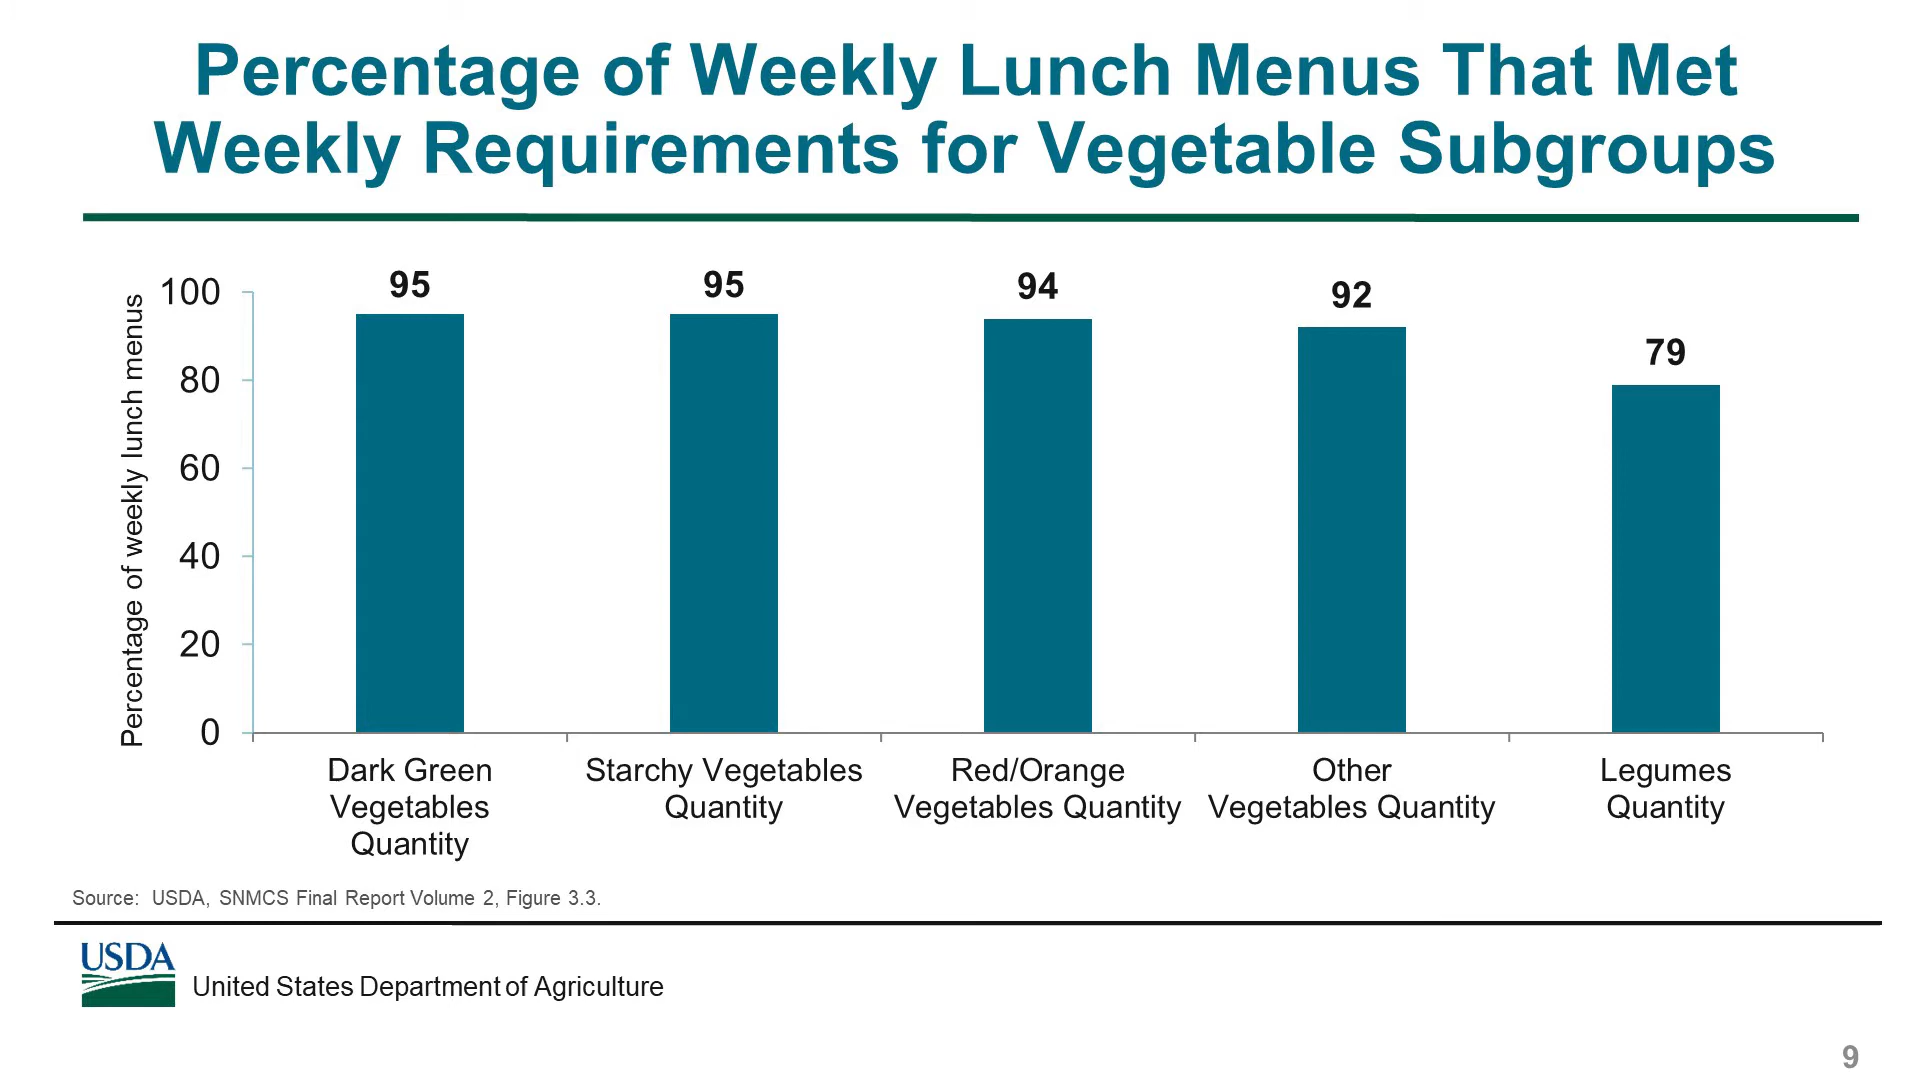 Percentage of Weekly Lunch Menus That Met
Weekly Requirements for Vegetable Subgroups
Percentage of weekly lunch menus
100
80
60
40
20
0
95
95
94
92
79
Dark Green
Vegetables
Quantity
Starchy Vegetables
Quantity
Red/Orange
Vegetables Quantity
Other
Vegetables Quantity
Legumes
Quantity
Source: USDA, SNMCS Final Report Volume 2, Figure 3.3.
USDA
United States Department of Agriculture
9